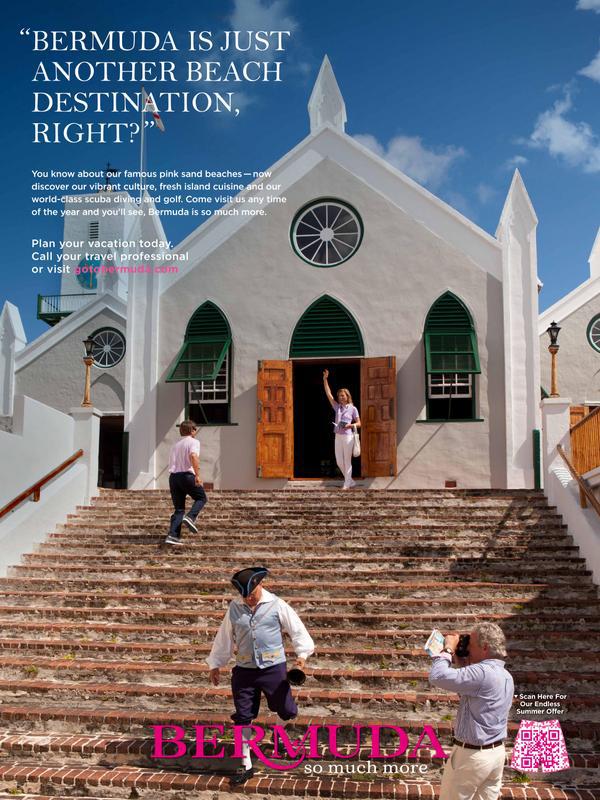 “BERMUDA IS JUST
ANOTHER BEACH
DESTINATION,
RIGHT?”
You know about our famous pink sand beaches—now
discover our vibrant culture, fresh island cuisine and our
world-class scuba diving and golf. Come visit us any time
of the year and you'll see, Bermuda is so much more.
Plan your vacation today.
Call your travel professional
or visit gotobermuda.com
Scan Here For
Our Endless
Summer Offer
BERMUDA
so much more